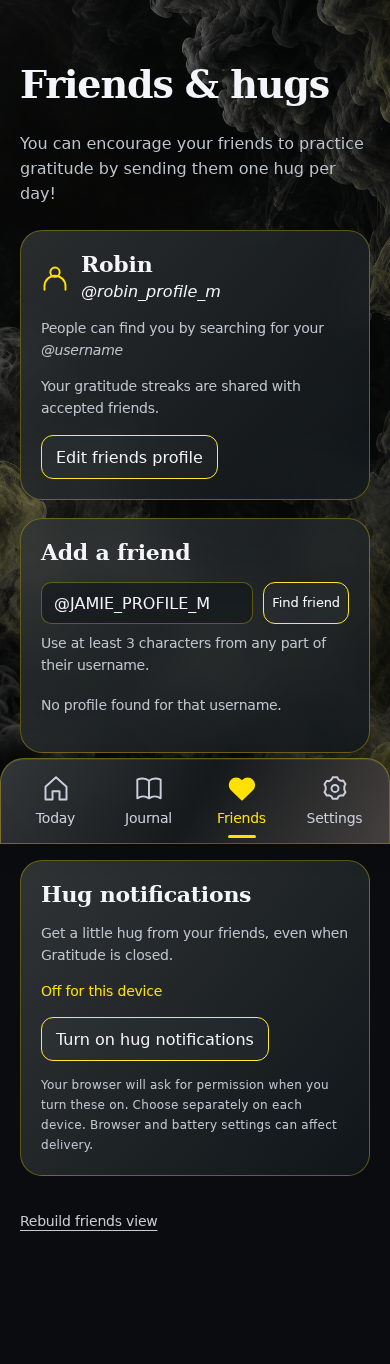 Friends & hugs
You can encourage your friends to practice
gratitude by sending them one hug per
day!
Robin
@robin_profile_m
People can find you by searching for your
@username
Your gratitude streaks are shared with
accepted friends.
Edit friends profile
Add a friend
@JAMIE_PROFILE_M
Find friend
Use at least 3 characters from any part of
their username.
No profile found for that username.
Today
Journal
Friends
Settings
Hug notifications
Get a little hug from your friends, even when
Gratitude is closed.
Off for this device
Turn on hug notifications
Your browser will ask for permission when you
turn these on. Choose separately on each
device. Browser and battery settings can affect
delivery.
Rebuild friends view